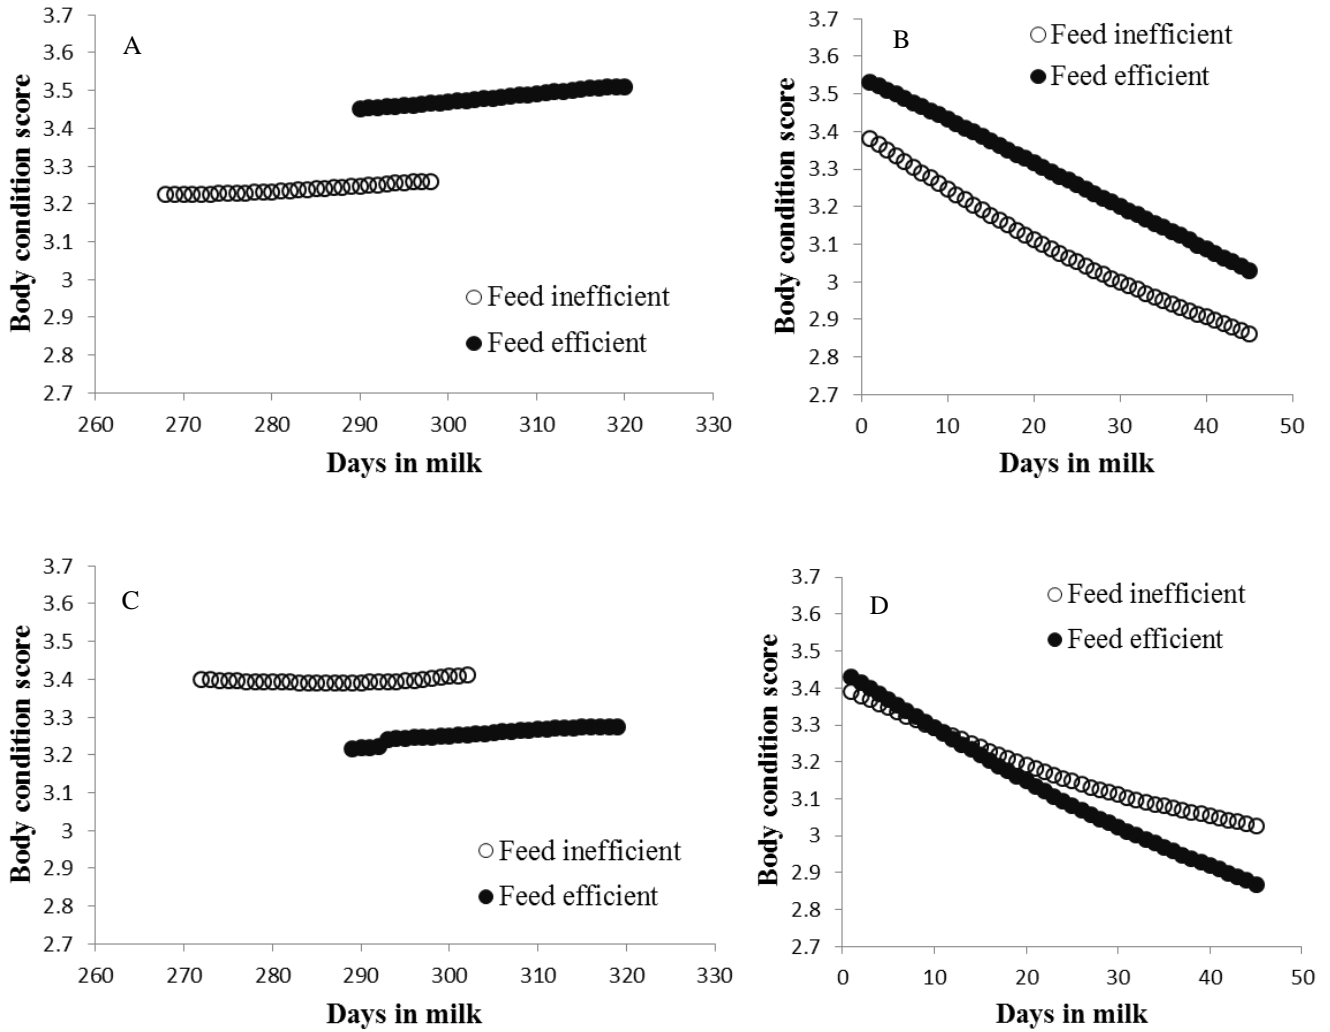 A
Body condition score
3.7
3.6
3.5
3.4
3.3
3.2
3.1
3
2.9
2.8
2.7
Feed inefficient
Feed efficient
260 270 280 290 300 310 320 330
Days in milk
B
Body condition score
3.7
3.6
3.5
3.4
3.3
3.2
3.1
3
2.9
2.8
2.7
Feed inefficient
Feed efficient
0 10 20 30 40 50
Days in milk
C
Body condition score
3.7
3.6
3.5
3.4
3.3
3.2
3.1
3
2.9
2.8
2.7
Feed inefficient
Feed efficient
260 270 280 290 300 310 320 330
Days in milk
D
Body condition score
3.7
3.6
3.5
3.4
3.3
3.2
3.1
3
2.9
2.8
2.7
Feed inefficient
Feed efficient
0 10 20 30 40 50
Days in milk